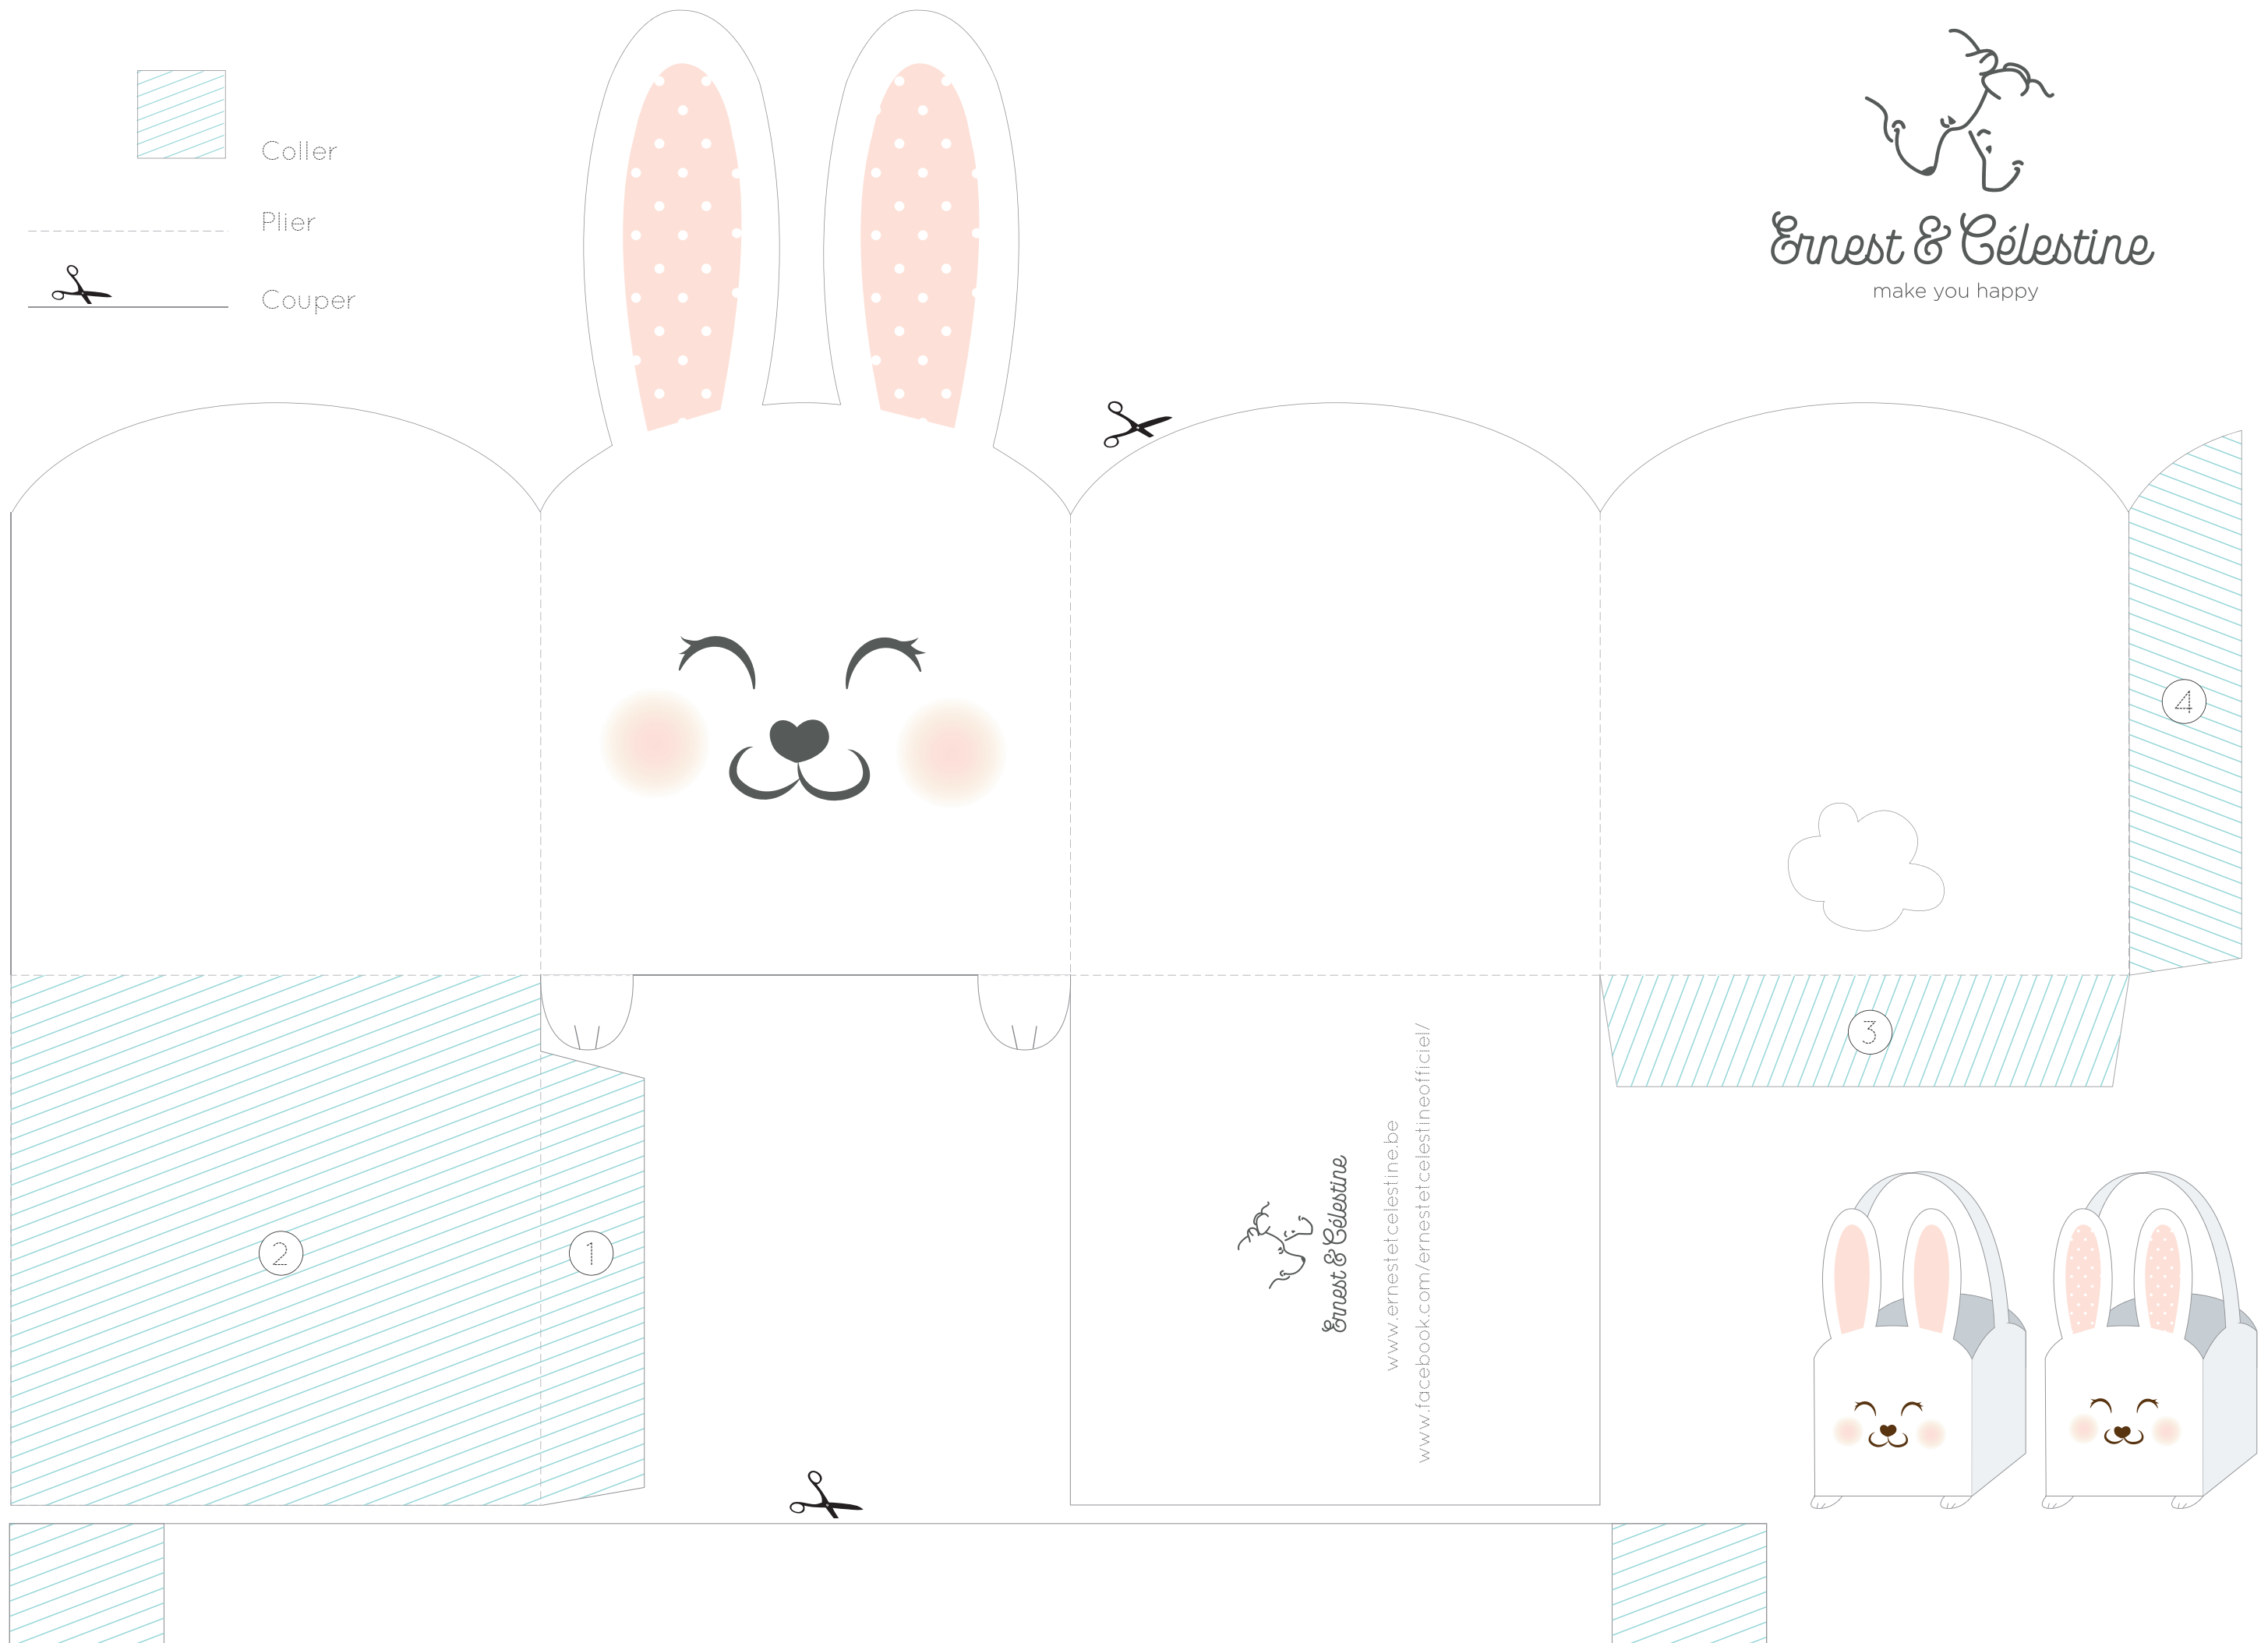 Coller
Plier
Couper
Ernest & Célestine
make you happy
4
3
2
1
Ernest & Célestine
www.ernestetcelestine.be
www.facebook.com/ernestetcelestineofficiel/